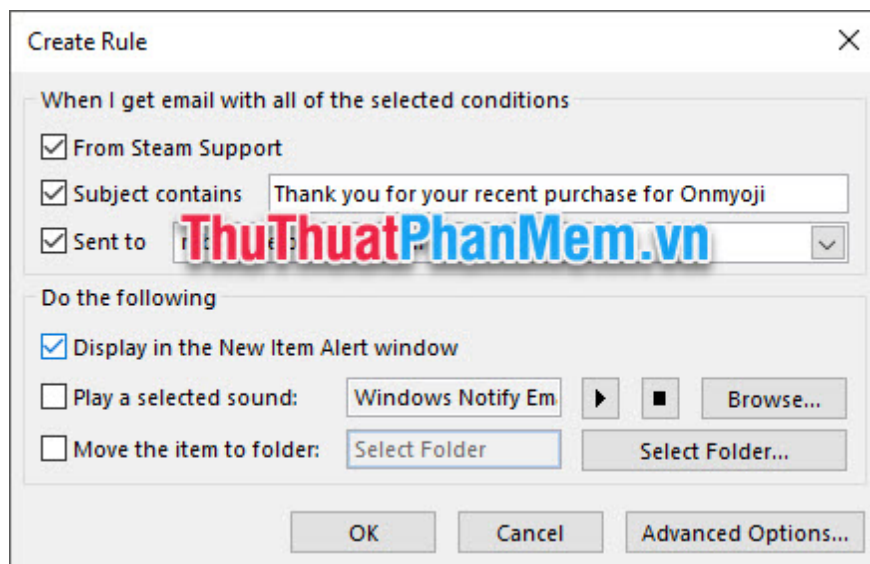 Create Rule
When I get email with all of the selected conditions
From Steam Support
Subject contains Thank you for your recent purchase for Onmyoji
Sent to
ThuThuatPhanMem.vn
Do the following
Display in the New Item Alert window
Play a selected sound: Windows Notify Em Browse...
Move the item to folder: Select Folder Select Folder...
OK Cancel Advanced Options...